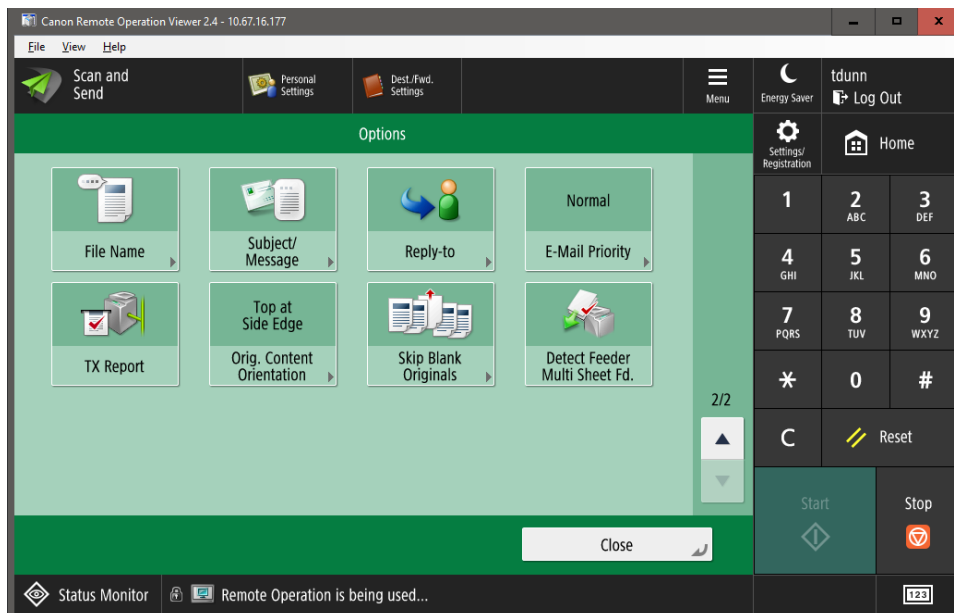 Canon Remote Operation Viewer 2.4 - 10.67.16.177
File View Help
Scan and
Send
Personal
Settings
Dest./Fwd.
Settings
Menu
Energy Saver
tdunn
Log Out
Options
Settings/
Registration
Home
File Name
Subject/
Message
Reply-to
Normal
E-Mail Priority
TX Report
Top at
Side Edge
Orig. Content
Orientation
Skip Blank
Originals
Detect Feeder
Multi Sheet Fd.
2/2
1
2
ABC
3
DEF
4
GHI
5
JKL
6
MNO
7
PQRS
8
TUV
9
WXYZ
*
0
#
C
Reset
Start
Stop
Close
Status Monitor
Remote Operation is being used...
123